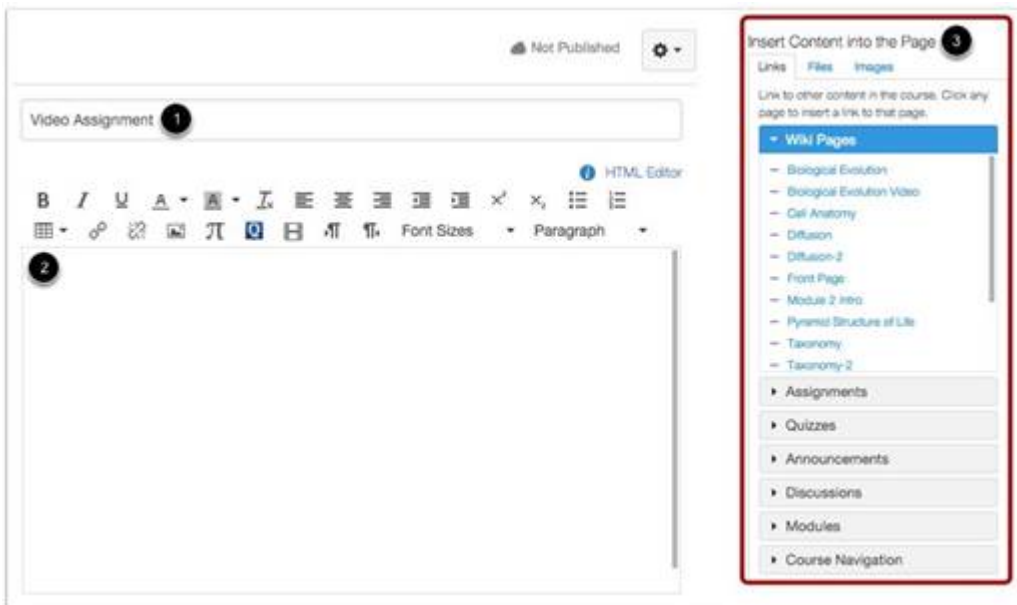 Not Published
Video Assignment 1
HTML Editor
B I U A A Tx x² x₂
π Q ¶ ¶ Font Sizes Paragraph
2
Insert Content into the Page 3
Links Files Images
Link to other content in the course. Click any
page to insert a link to that page.
Wiki Pages
Biological Evolution
Biological Evolution Video
Cell Anatomy
Diffusion
Diffusion-2
Front Page
Module 2 Intro
Pyramid Structure of Life
Taxonomy
Taxonomy-2
Assignments
Quizzes
Announcements
Discussions
Modules
Course Navigation